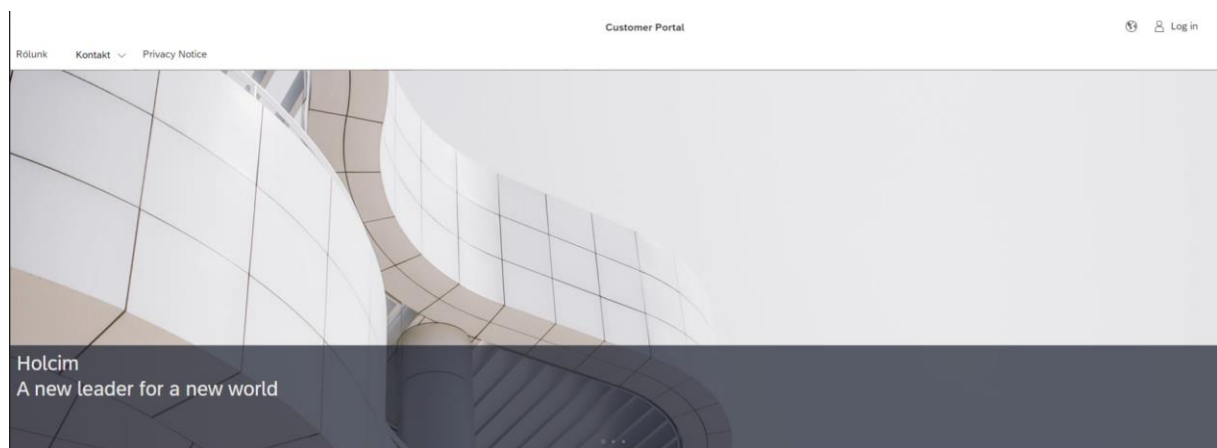 Customer Portal
Log in
Rólunk Kontakt Privacy Notice
Holcim
A new leader for a new world